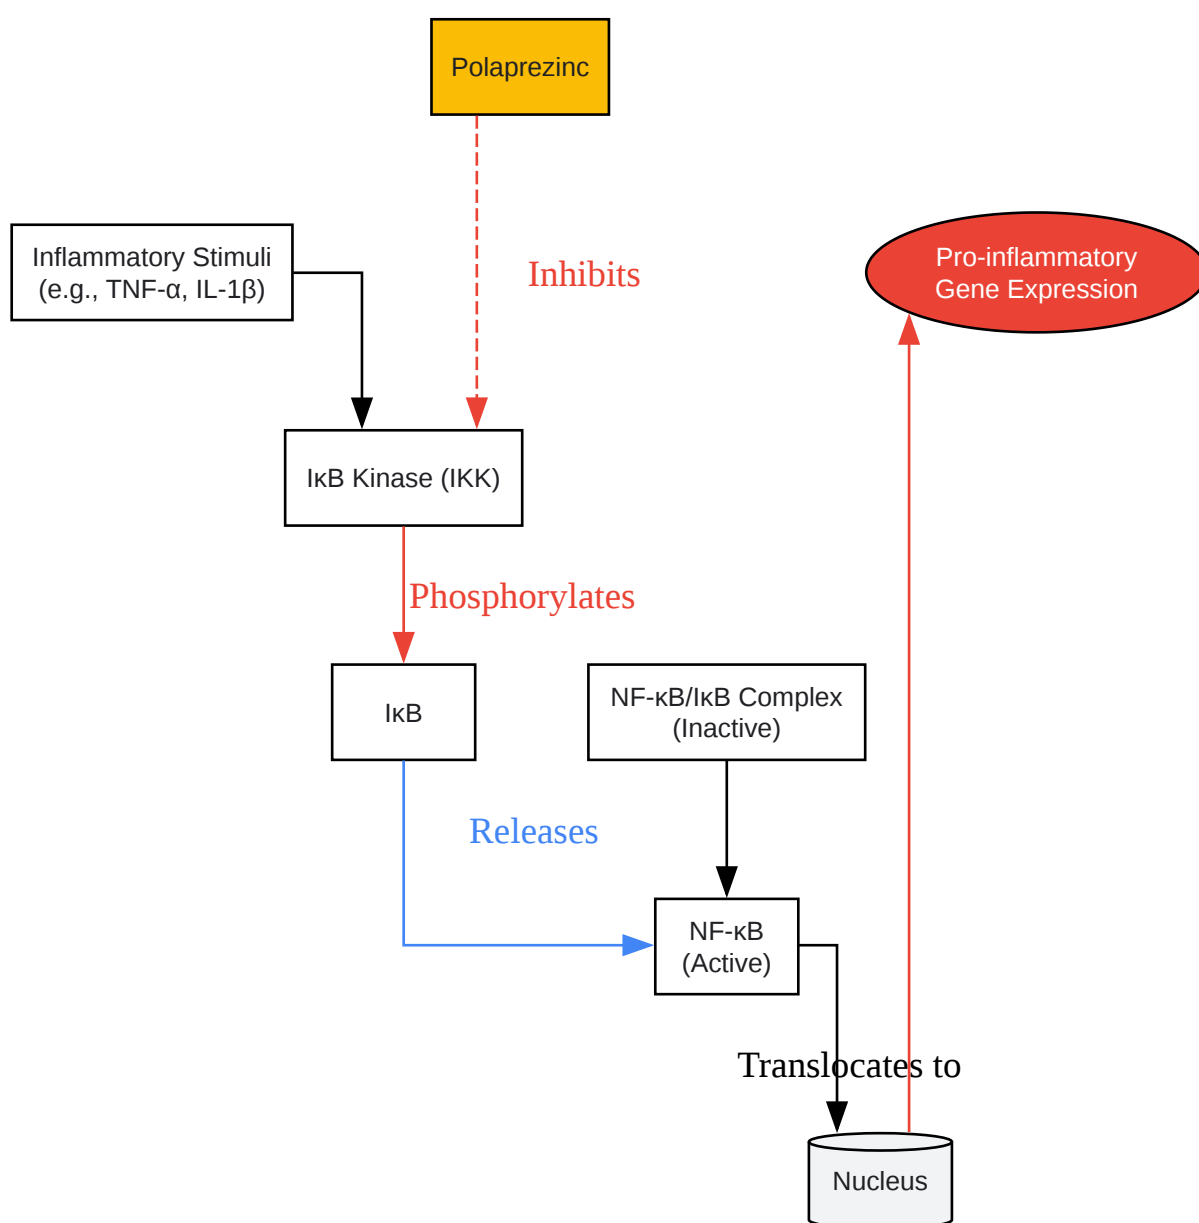 Polaprezinc
Inflammatory Stimuli
(e.g., TNF-α, IL-1β)
Inhibits
Pro-inflammatory
Gene Expression
IκB Kinase (IKK)
Phosphorylates
IκB
NF-κB/IκB Complex
(Inactive)
Releases
NF-κB
(Active)
Translocates to
Nucleus